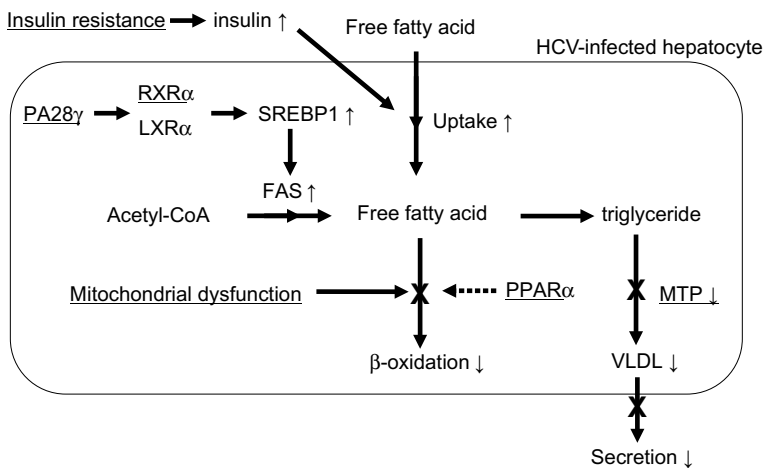 Insulin resistance insulin ↑ Free fatty acid
HCV-infected hepatocyte
PA28γ RXRα SREBP1 ↑ Uptake ↑
LXRα
FAS ↑
Acetyl-CoA Free fatty acid triglyceride
Mitochondrial dysfunction X PPARα X MTP ↓
β-oxidation ↓ VLDL ↓
X
Secretion ↓